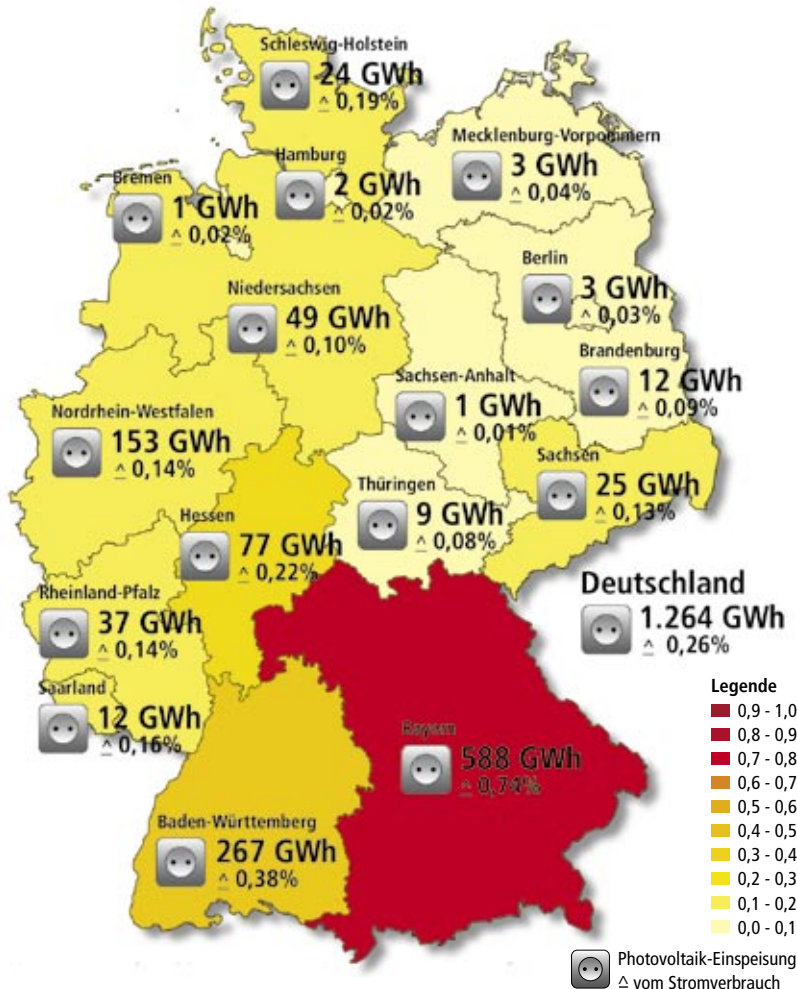 Schleswig-Holstein
24 GWh
≙ 0,19%
Mecklenburg-Vorpommern
3 GWh
≙ 0,04%
Hamburg
2 GWh
≙ 0,02%
Bremen
1 GWh
≙ 0,02%
Berlin
3 GWh
≙ 0,03%
Niedersachsen
49 GWh
≙ 0,10%
Brandenburg
12 GWh
≙ 0,09%
Sachsen-Anhalt
1 GWh
≙ 0,01%
Nordrhein-Westfalen
153 GWh
≙ 0,14%
Sachsen
25 GWh
≙ 0,13%
Thüringen
9 GWh
≙ 0,08%
Hessen
77 GWh
≙ 0,22%
Rheinland-Pfalz
37 GWh
≙ 0,14%
Deutschland
1.264 GWh
≙ 0,26%
Saarland
12 GWh
≙ 0,16%
Bayern
588 GWh
≙ 0,74%
Baden-Württemberg
267 GWh
≙ 0,38%
Legende
0,9 - 1,0
0,8 - 0,9
0,7 - 0,8
0,6 - 0,7
0,5 - 0,6
0,4 - 0,5
0,3 - 0,4
0,2 - 0,3
0,1 - 0,2
0,0 - 0,1
Photovoltaik-Einspeisung
≙ vom Stromverbrauch